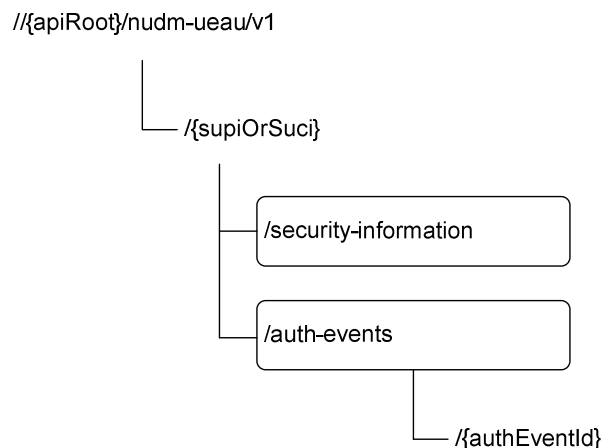 //{apiRoot}/nudm-ueau/v1
/{supiOrSuci}
/security-information
/auth-events
/{authEventId}